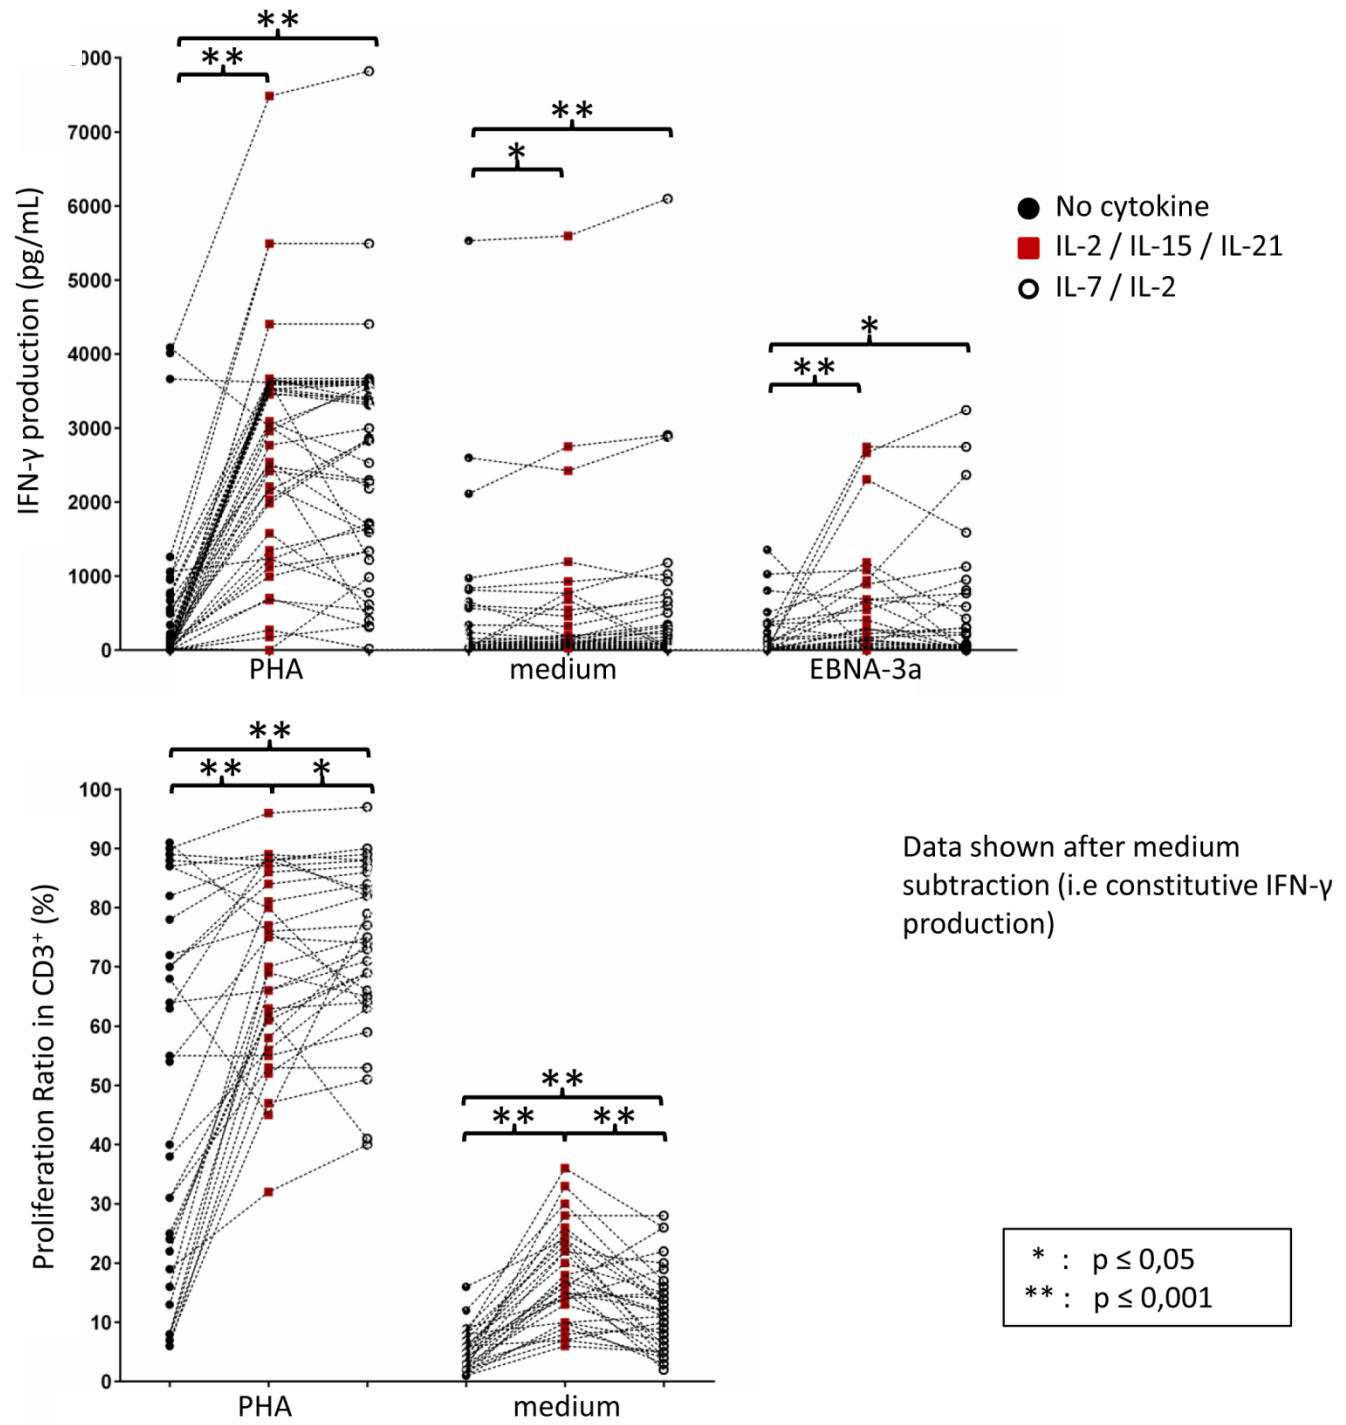 **
**
000
7000
6000
5000
4000
3000
2000
1000
0
IFN-γ production (pg/mL)
**
*
*
**
PHA
medium
EBNA-3a
No cytokine
IL-2 / IL-15 / IL-21
IL-7 / IL-2
**
**
*
100
90
80
70
60
50
40
30
20
10
0
Proliferation Ratio in CD3⁺ (%)
**
**
**
PHA
medium
Data shown after medium
subtraction (i.e constitutive IFN-γ
production)
* : p ≤ 0,05
** : p ≤ 0,001